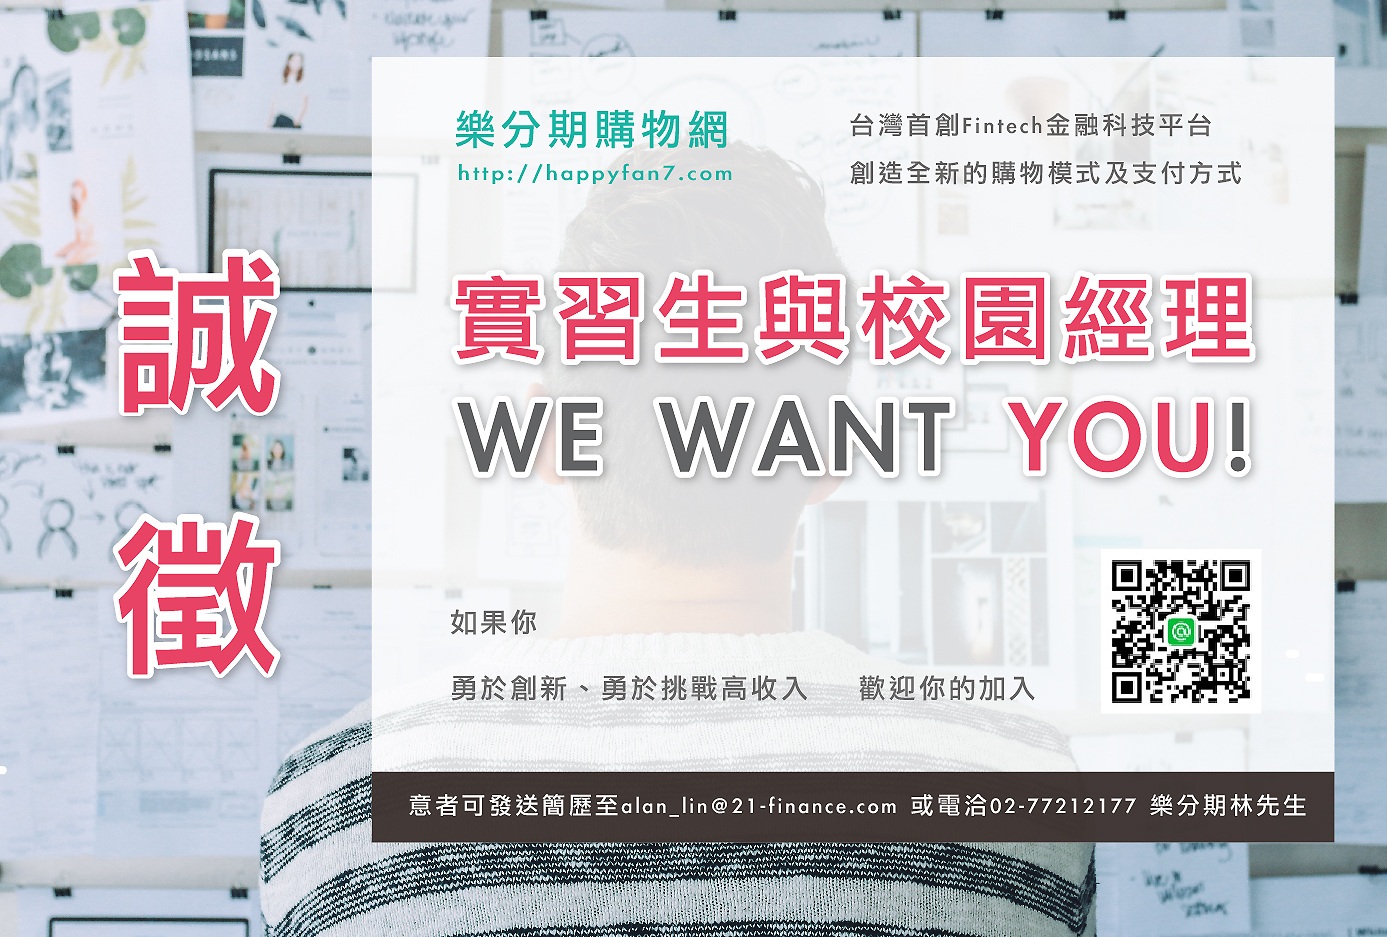 誠徵
樂分期購物網
http://happyfan7.com
台灣首創Fintech金融科技平台
創造全新的購物模式及支付方式
實習生與校園經理
WE WANT YOU!
如果你
勇於創新、勇於挑戰高收入 歡迎你的加入
意者可發送簡歷至alan_lin@21-finance.com 或電洽02-77212177 樂分期林先生